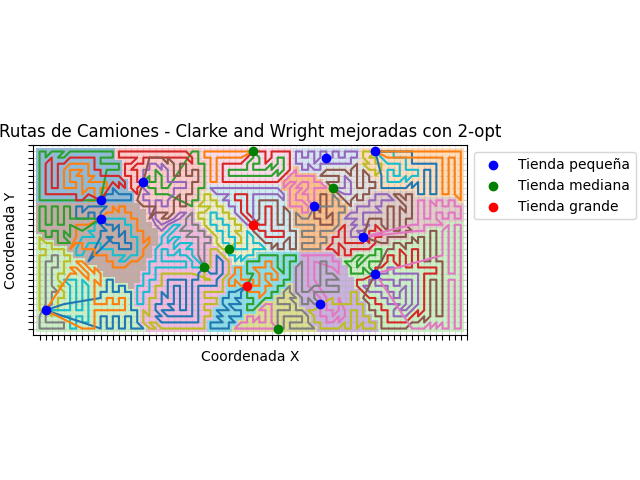 Rutas de Camiones - Clarke and Wright mejoradas con 2-opt
Tienda pequeña
Tienda mediana
Tienda grande
Coordenada Y
Coordenada X